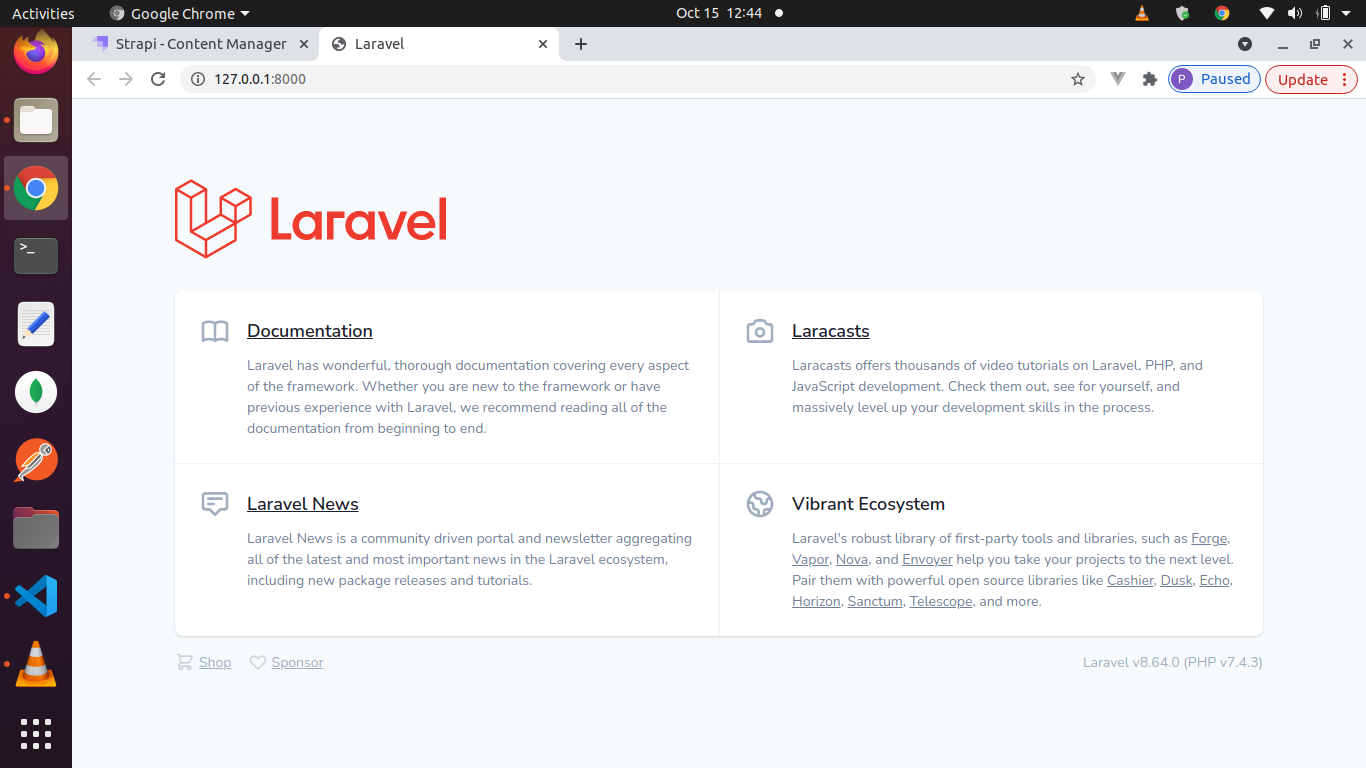 Activities
Google Chrome
Oct 15 12:44
Strapi - Content Manager
Laravel
127.0.0.1:8000
P
Paused
Update
>_
Laravel
Documentation
Laravel has wonderful, thorough documentation covering every aspect
of the framework. Whether you are new to the framework or have
previous experience with Laravel, we recommend reading all of the
documentation from beginning to end.
Laracasts
Laracasts offers thousands of video tutorials on Laravel, PHP, and
JavaScript development. Check them out, see for yourself, and
massively level up your development skills in the process.
Laravel News
Laravel News is a community driven portal and newsletter aggregating
all of the latest and most important news in the Laravel ecosystem,
including new package releases and tutorials.
Vibrant Ecosystem
Laravel's robust library of first-party tools and libraries, such as Forge,
Vapor, Nova, and Envoyer help you take your projects to the next level.
Pair them with powerful open source libraries like Cashier, Dusk, Echo,
Horizon, Sanctum, Telescope, and more.
Shop
Sponsor
Laravel v8.64.0 (PHP v7.4.3)